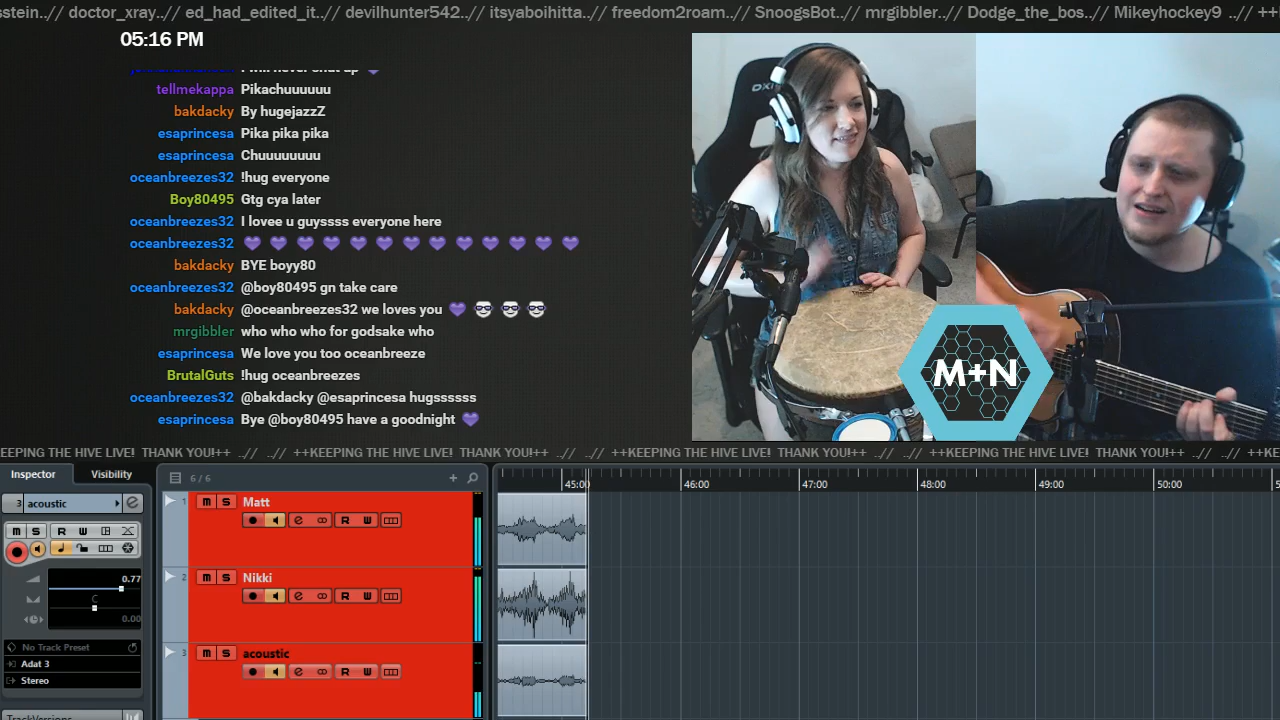 sstein..// doctor_xray..// ed_had_edited_it..// devilhunter542..// itsyaboihitta..// freedom2roam..// SnoogsBot..// mrgibbler..// Dodge_the_bos..// Mikeyhockey9 ..// ++
05:16 PM
tellmekappa Pikachuuuuuu
bakdacky By hugejazzZ
esaprincesa Pika pika pika
esaprincesa Chuuuuuuuu
oceanbreezes32 !hug everyone
Boy80495 Gtg cya later
oceanbreezes32 I lovee u guyssss everyone here
oceanbreezes32
bakdacky BYE boyy80
oceanbreezes32 @boy80495 gn take care
bakdacky @oceanbreezes32 we loves you
mrgibbler who who who for godsake who
esaprincesa We love you too oceanbreeze
BrutalGuts !hug oceanbreezes
oceanbreezes32 @bakdacky @esaprincesa hugssssss
esaprincesa Bye @boy80495 have a goodnight
M+N
EEPING THE HIVE LIVE! THANK YOU!++ ..// ..// ++KEEPING THE HIVE LIVE! THANK YOU!++ ..// ..// ++KEEPING THE HIVE LIVE! THANK YOU!++ ..// ..// ++KEEPING THE HIVE LIVE! THANK YOU!++ ..// ..// ++KE
Inspector Visibility
6/6
45:00 46:00 47:00 48:00 49:00 50:00
3 acoustic
M S R W
0.77
C
0.00
No Track Preset
Adat 3
Stereo
TrackVersions
1 M S Matt
R W
2 M S Nikki
R W
3 M S acoustic
R W